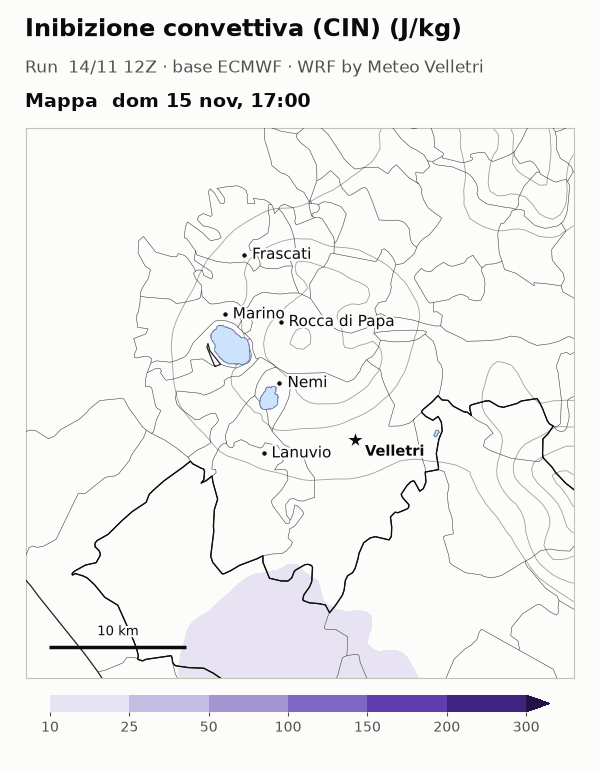 Inibizione convettiva (CIN) (J/kg)
Run  14/11 12Z · base ECMWF · WRF by Meteo Velletri
Mappa  dom 15 nov, 17:00
Frascati
Marino
Rocca di Papa
Nemi
Velletri
Lanuvio
10 km
10 25 50 100 150 200 300